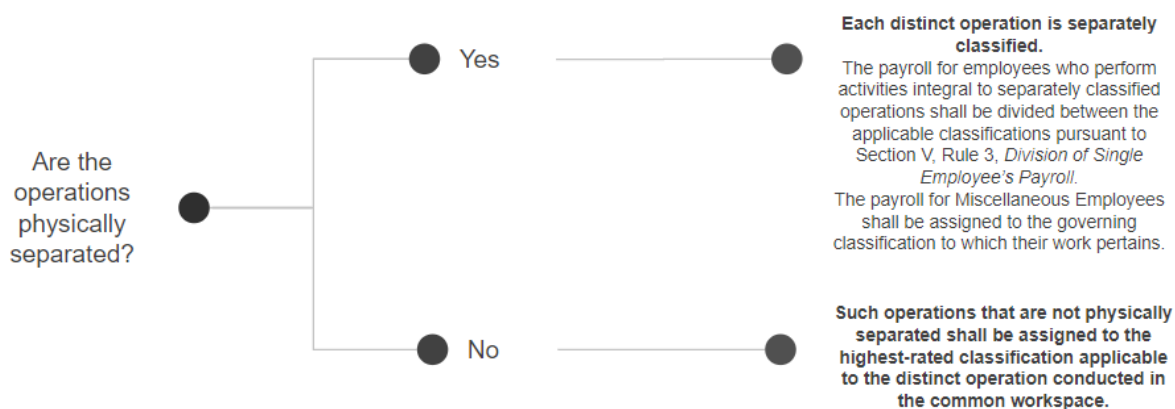 Are the
operations
physically
separated?
Yes
Each distinct operation is separately
classified.
The payroll for employees who perform
activities integral to separately classified
operations shall be divided between the
applicable classifications pursuant to
Section V, Rule 3, Division of Single
Employee's Payroll.
The payroll for Miscellaneous Employees
shall be assigned to the governing
classification to which their work pertains.
No
Such operations that are not physically
separated shall be assigned to the
highest-rated classification applicable
to the distinct operation conducted in
the common workspace.